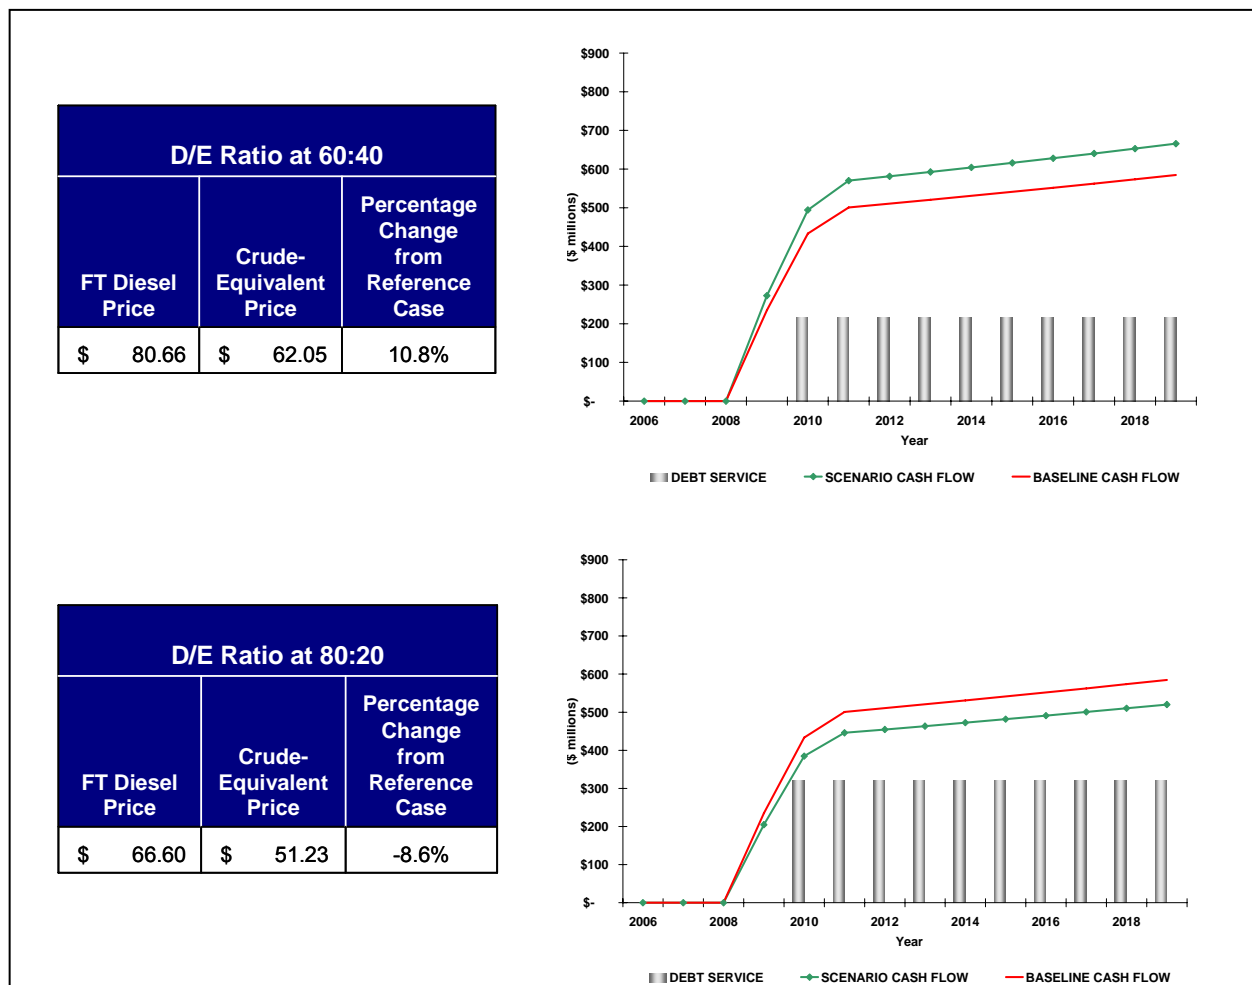 D/E Ratio at 60:40
FT Diesel
Price
Crude-
Equivalent
Price
Percentage
Change
from
Reference
Case
$ 80.66
$ 62.05
10.8%
$900
$800
$700
$600
$500
$400
$300
$200
$100
$-
($ millions)
2006 2008 2010 2012 2014 2016 2018
Year
DEBT SERVICE SCENARIO CASH FLOW BASELINE CASH FLOW
D/E Ratio at 80:20
FT Diesel
Price
Crude-
Equivalent
Price
Percentage
Change
from
Reference
Case
$ 66.60
$ 51.23
-8.6%
$900
$800
$700
$600
$500
$400
$300
$200
$100
$-
($ millions)
2006 2008 2010 2012 2014 2016 2018
Year
DEBT SERVICE SCENARIO CASH FLOW BASELINE CASH FLOW